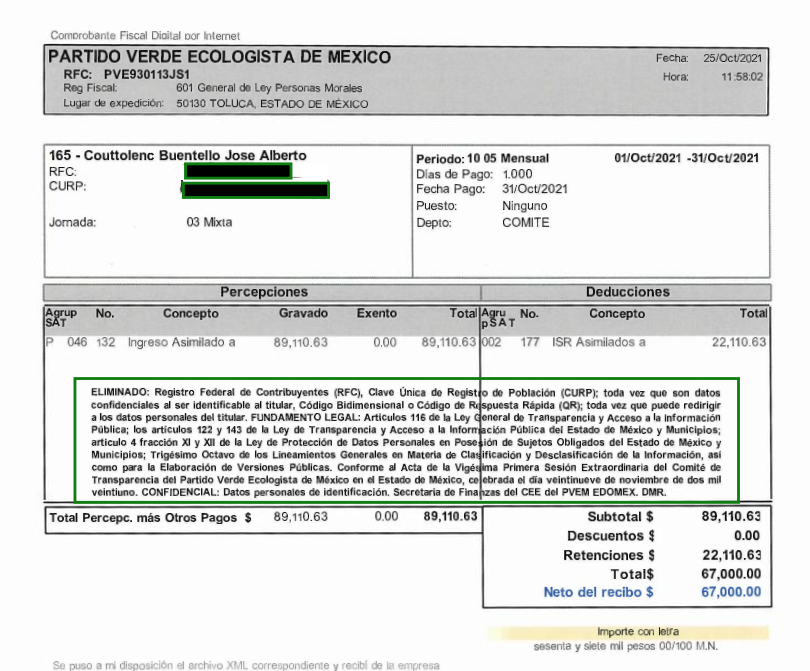 Comprobante Fiscal Digital por Internet
PARTIDO VERDE ECOLOGISTA DE MEXICO
Fecha: 25/Oct/2021
RFC: PVE930113JS1
Hora: 11:58:02
Reg Fiscal: 601 General de Ley Personas Morales
Lugar de expedición: 50130 TOLUCA, ESTADO DE MÉXICO
165 - Couttolenc Buentello Jose Alberto
RFC:
CURP:
Jornada: 03 Mixta
Periodo: 10 05 Mensual 01/Oct/2021 -31/Oct/2021
Días de Pago: 1.000
Fecha Pago: 31/Oct/2021
Puesto: Ninguno
Depto: COMITE
Percepciones Deducciones
Agrup SAT No. Concepto Gravado Exento Total Agrup SAT No. Concepto Total
P 046 132 Ingreso Asimilado a 89,110.63 0.00 89,110.63 002 177 ISR Asimilados a 22,110.63
ELIMINADO: Registro Federal de Contribuyentes (RFC), Clave Única de Registro de Población (CURP); toda vez que son datos
confidenciales al ser identificable al titular, Código Bidimensional o Código de Respuesta Rápida (QR); toda vez que puede redirigir
a los datos personales del titular. FUNDAMENTO LEGAL: Artículos 116 de la Ley General de Transparencia y Acceso a la Información
Pública; los artículos 122 y 143 de la Ley de Transparencia y Acceso a la Información Pública del Estado de México y Municipios;
articulo 4 fracción XI y XII de la Ley de Protección de Datos Personales en Posesión de Sujetos Obligados del Estado de México y
Municipios; Trigésimo Octavo de los Lineamientos Generales en Materia de Clasificación y Desclasificación de la Información, así
como para la Elaboración de Versiones Públicas. Conforme al Acta de la Vigésima Primera Sesión Extraordinaria del Comité de
Transparencia del Partido Verde Ecologista de México en el Estado de México, celebrada el día veintinueve de noviembre de dos mil
veintiuno. CONFIDENCIAL: Datos personales de identificación. Secretaria de Finanzas del CEE del PVEM EDOMEX. DMR.
Total Percepc. más Otros Pagos $ 89,110.63 0.00 89,110.63
Subtotal $ 89,110.63
Descuentos $ 0.00
Retenciones $ 22,110.63
Total$ 67,000.00
Neto del recibo $ 67,000.00
Importe con letra
sesenta y siete mil pesos 00/100 M.N.
Se puso a mi disposición el archivo XML correspondiente y recibí de la empresa